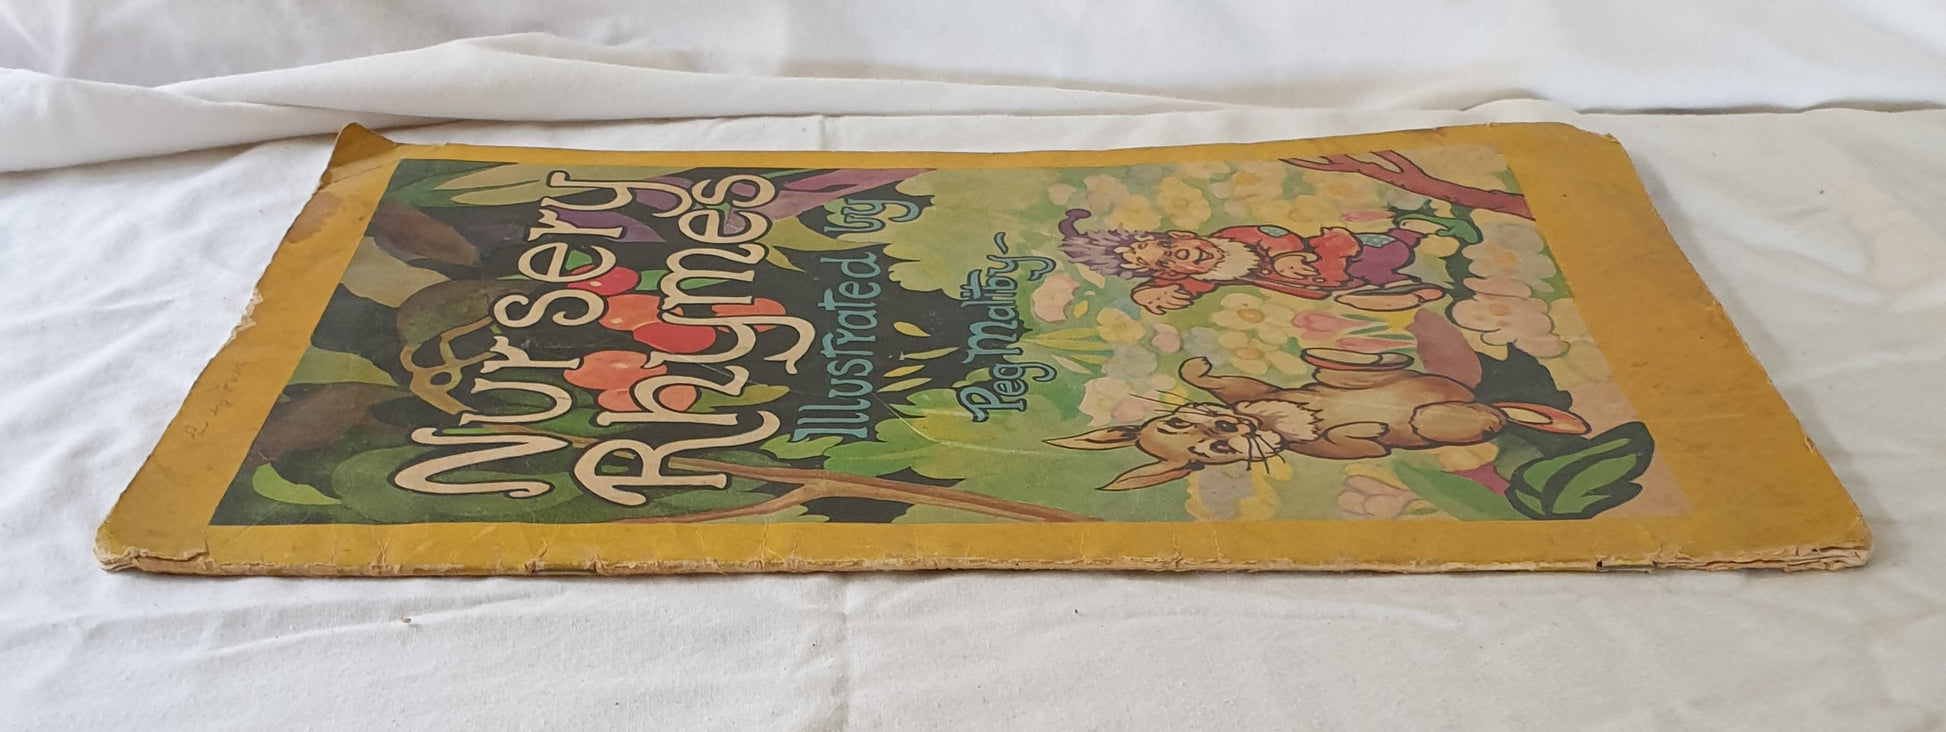 Nursery
Rhymes
Illustrated by
Peg Maltby